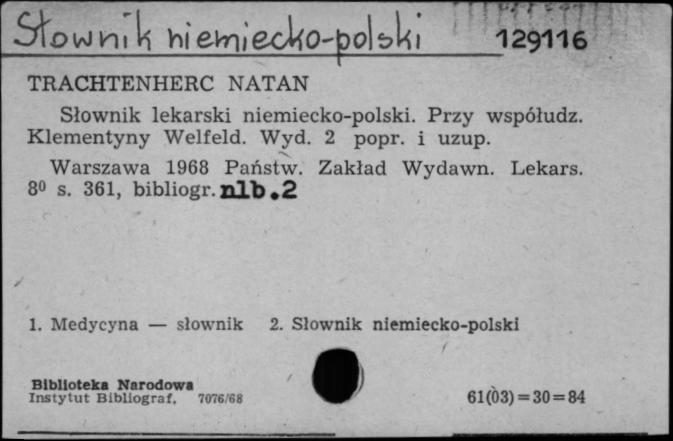 Słownik niemiecko-polski
129116
TRACHTENHERC NATAN
Słownik lekarski niemiecko-polski. Przy współudz.
Klementyny Welfeld. Wyd. 2 popr. i uzup.
Warszawa 1968 Państw. Zakład Wydawn. Lekars.
8⁰ s. 361, bibliogr. nlb.2
1. Medycyna — słownik 2. Słownik niemiecko-polski
Biblioteka Narodowa
Instytut Bibliograf. 7076/68
61(03)=30=84